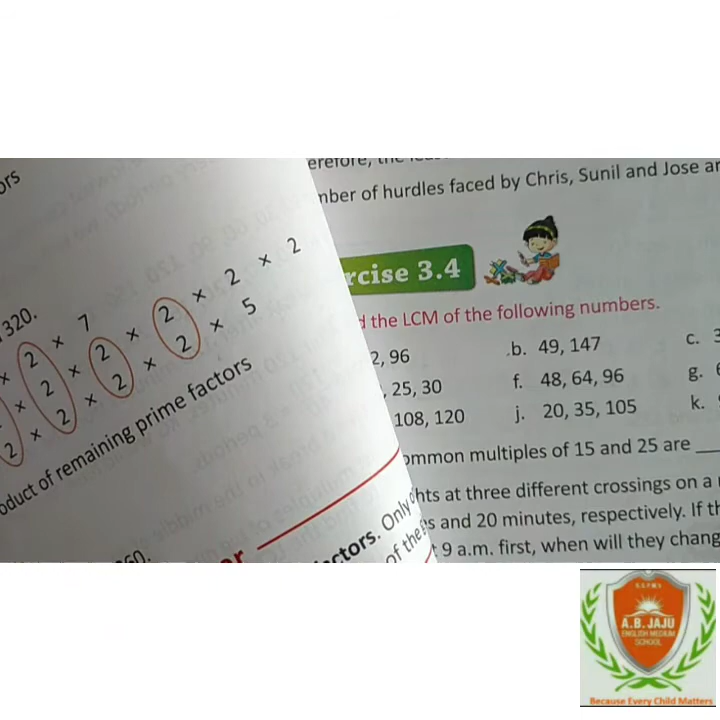 ors
320.
× 2 × 7
× 2 × 2 × 2 × 2 × 2
2 × 2 × 2 × 2 × 5
oduct of remaining prime factors
ctors. Only
of the
erefore, the
mber of hurdles faced by Chris, Sunil and Jose ar
rcise 3.4
d the LCM of the following numbers.
2, 96
b. 49, 147
c. 3
, 25, 30
f. 48, 64, 96
g. 6
108, 120
j. 20, 35, 105
k.
ommon multiples of 15 and 25 are
hts at three different crossings on a
s and 20 minutes, respectively. If th
t 9 a.m. first, when will they chang
A.B. JAJU
ENGLISH MEDIUM
SCHOOL
Because Every Child Matters